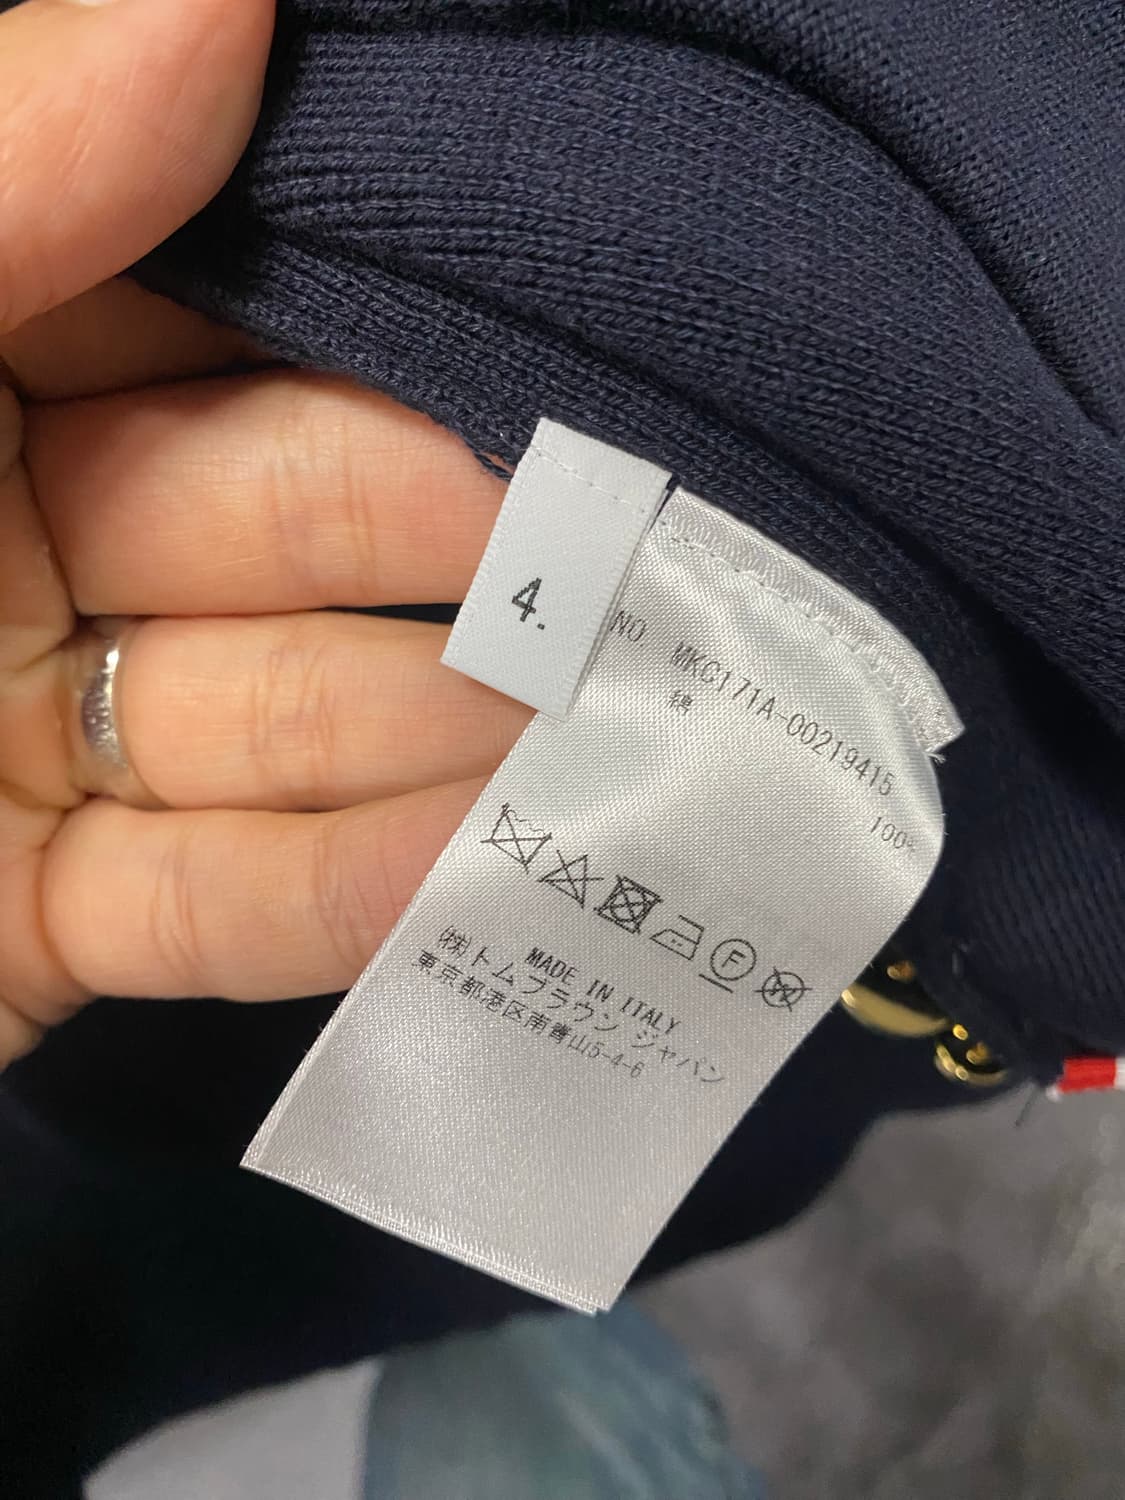 4.
NO. MKC171A-00219415
綿 100%
F
W
MADE IN ITALY
㈱トム ブラウン ジャパン
東京都港区南青山5-4-6